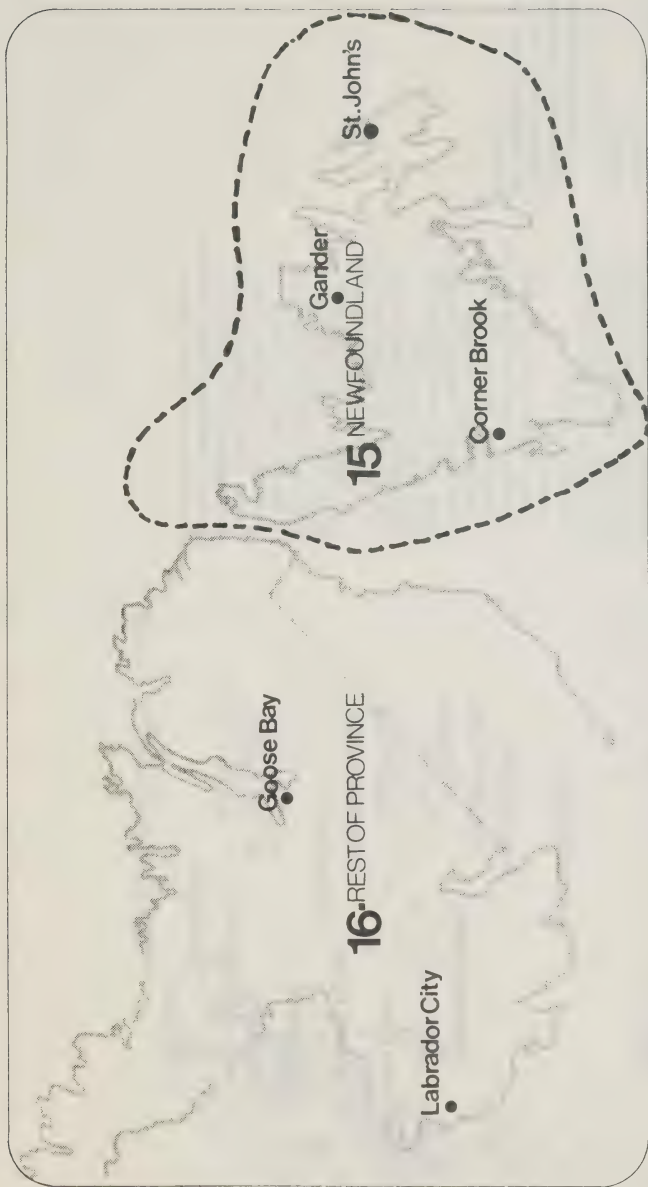 St. John's
Gander
15 NEWFOUNDLAND
Corner Brook
Goose Bay
16 REST OF PROVINCE
Labrador City